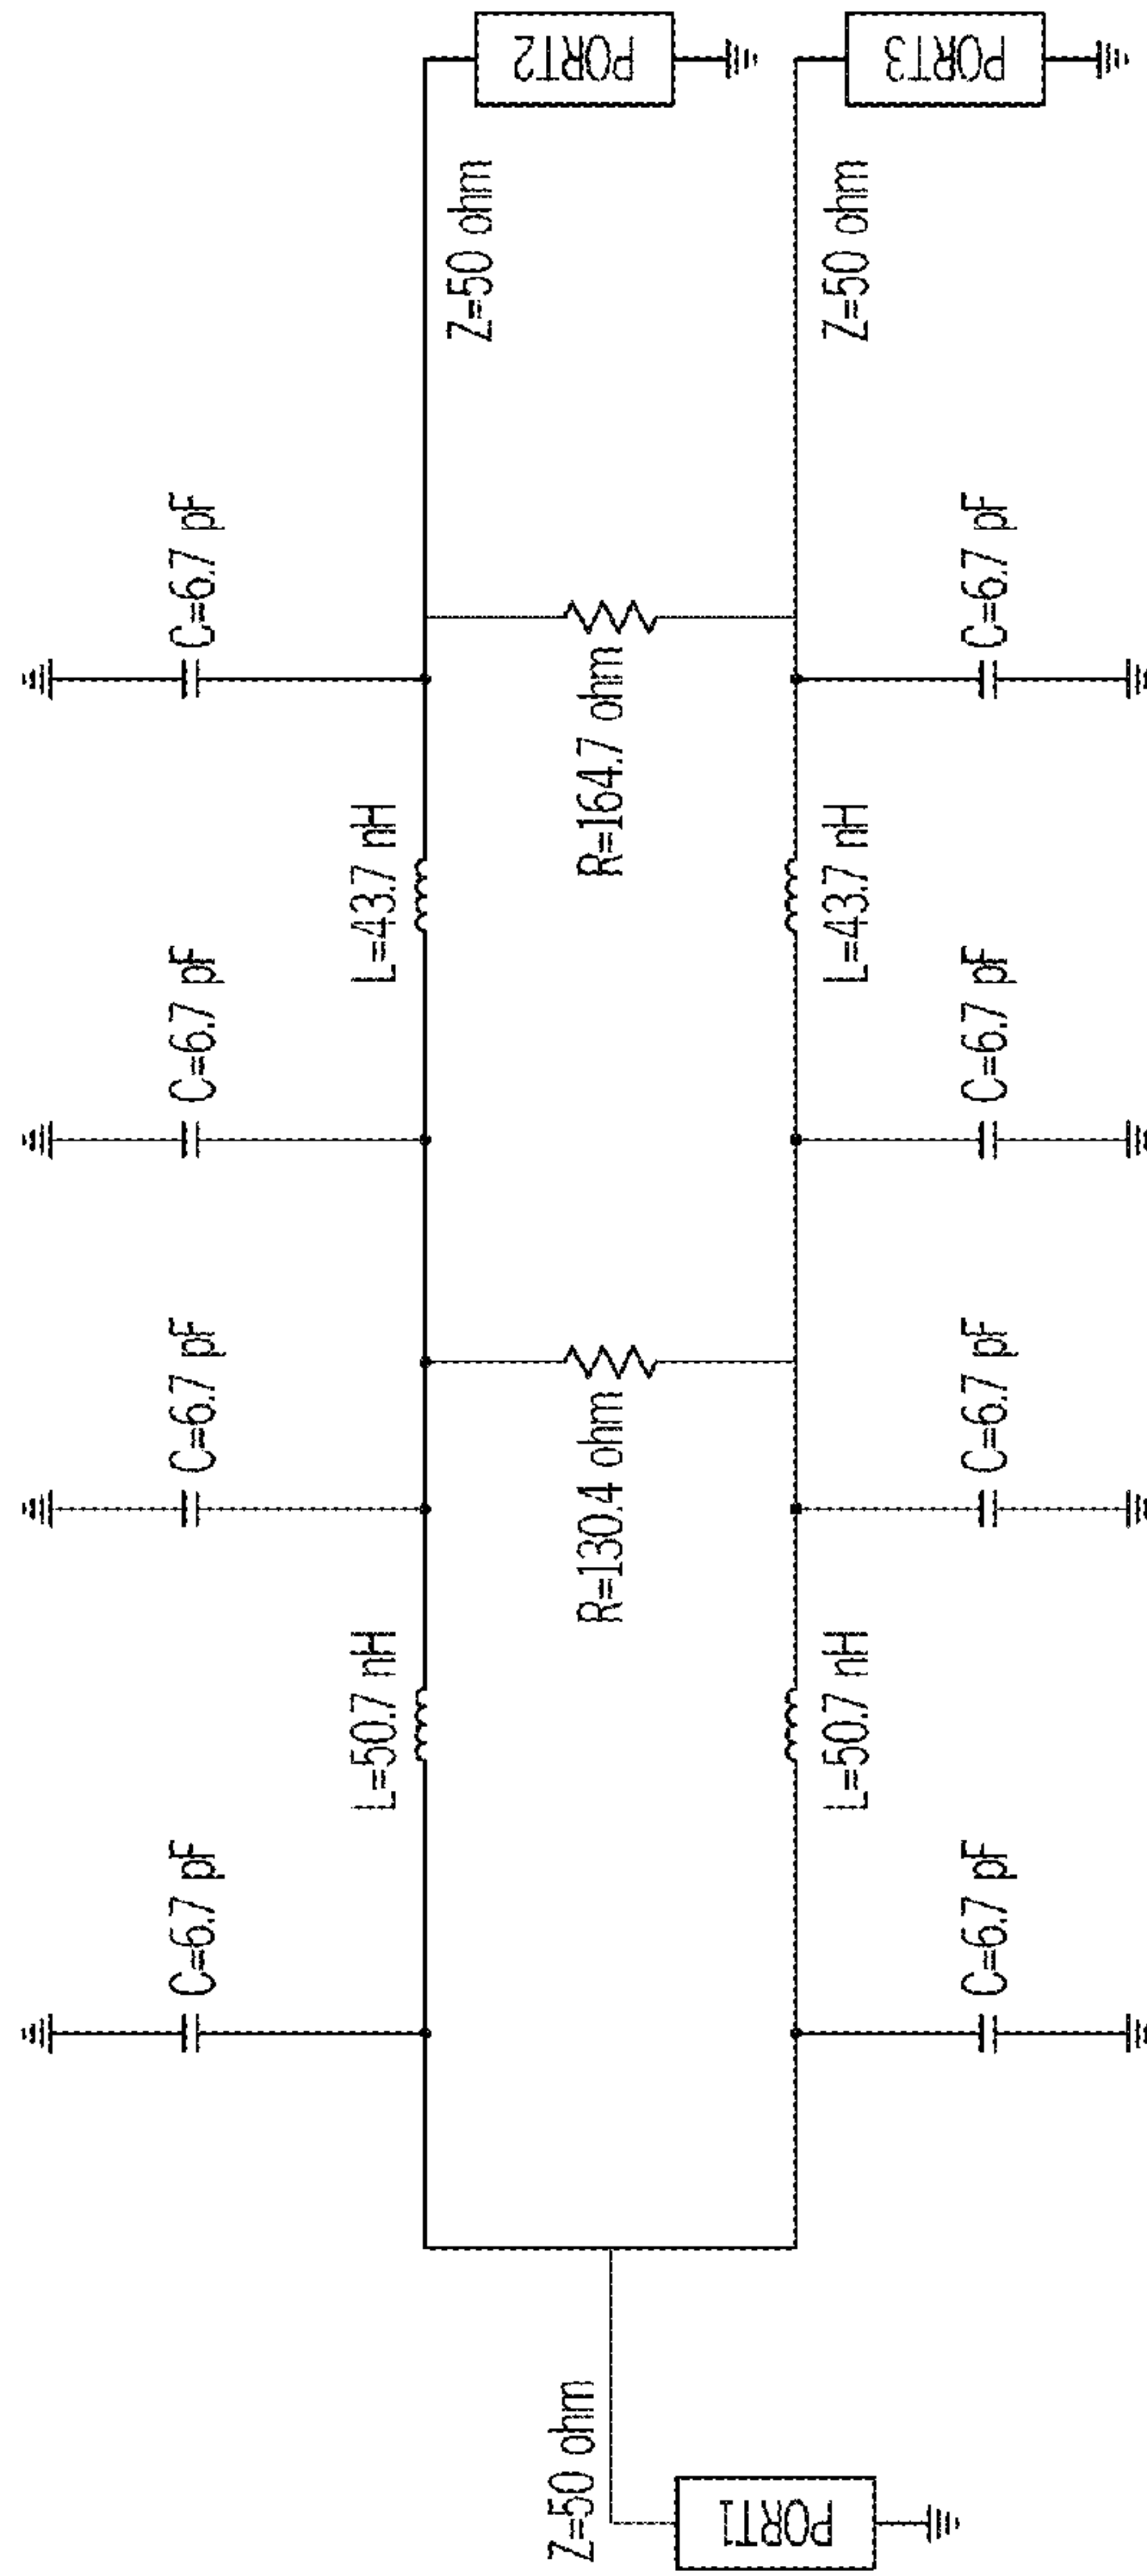 C=6.7 pF
C=6.7 pF
C=6.7 pF
C=6.7 pF
L=50.7 nH
L=43.7 nH
Z=50 ohm
PORT2
Z=50 ohm
R=130.4 ohm
R=164.7 ohm
PORT1
L=50.7 nH
L=43.7 nH
Z=50 ohm
PORT3
C=6.7 pF
C=6.7 pF
C=6.7 pF
C=6.7 pF